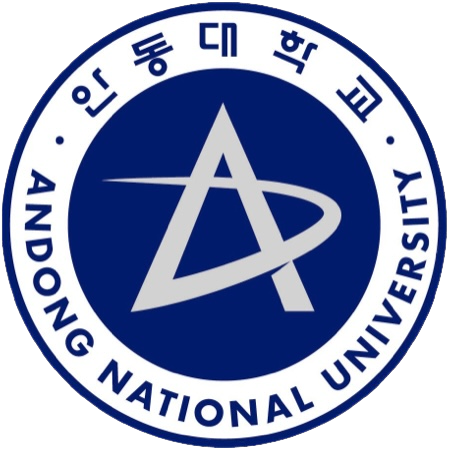 안동대학교
ANDONG NATIONAL UNIVERSITY